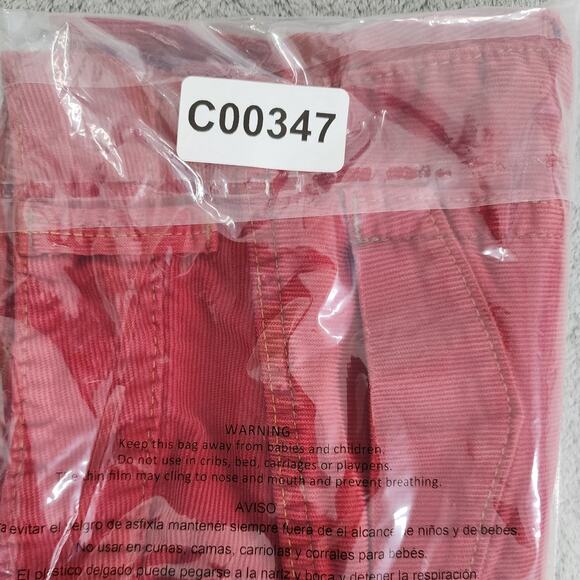 C00347
WARNING
Keep this bag away from babies and children.
Do not use in cribs, bed, carriages or playpens.
The thin film may cling to nose and mouth and prevent breathing.
AVISO
evitar el peligro de asfixia mantener siempre fuera de el alcance de niños y de bebés
No usar en cunas, camas, carriolas y corrales para bebés.
El plástico delgado puede pegarse a la nariz y boca y detener la respiración